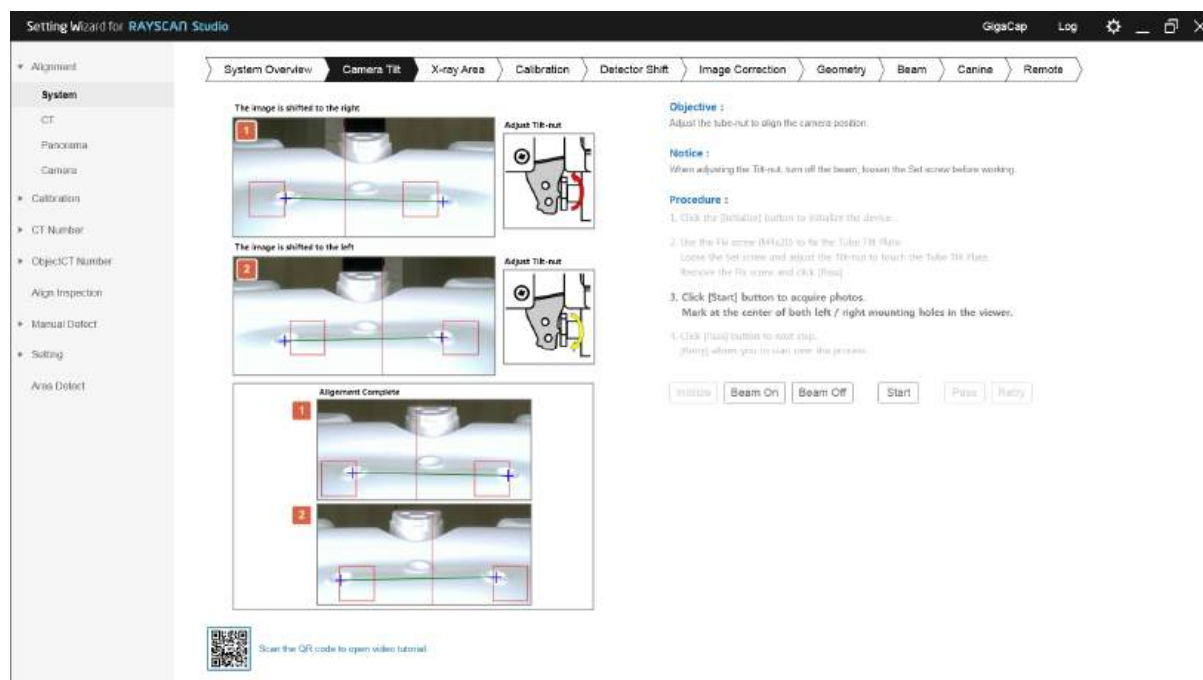 Setting Wizard for RAYSCAN Studio
GigaCap
Log
Alignment
System
CT
Panorama
Camera
Calibration
CT Number
ObjectCT Number
Align Inspection
Manual Defect
Setting
Area Detect
System Overview
Camera Tilt
X-ray Area
Calibration
Detector Shift
Image Correction
Geometry
Beam
Canine
Remote
The image is shifted to the right
1
Adjust Tilt-nut
The image is shifted to the left
2
Adjust Tilt-nut
Alignment Complete
1
2
Scan the QR code to open video tutorial
Objective :
Adjust the tube-nut to align the camera position.
Notice :
When adjusting the Tilt-nut, turn off the beam, loosen the Set screw before working.
Procedure :
1. Click the [Initialize] button to initialize the device.
2. Use the Fix screw (M4x20) to fix the Tube Tilt Plate.
Loose the Set screw and adjust the Tilt-nut to touch the Tube Tilt Plate.
Remove the Fix screw and click [Pass]
3. Click [Start] button to acquire photos.
Mark at the center of both left / right mounting holes in the viewer.
4. Click [Pass] button to next step.
[Retry] allows you to start over the process.
Initialize
Beam On
Beam Off
Start
Pass
Retry